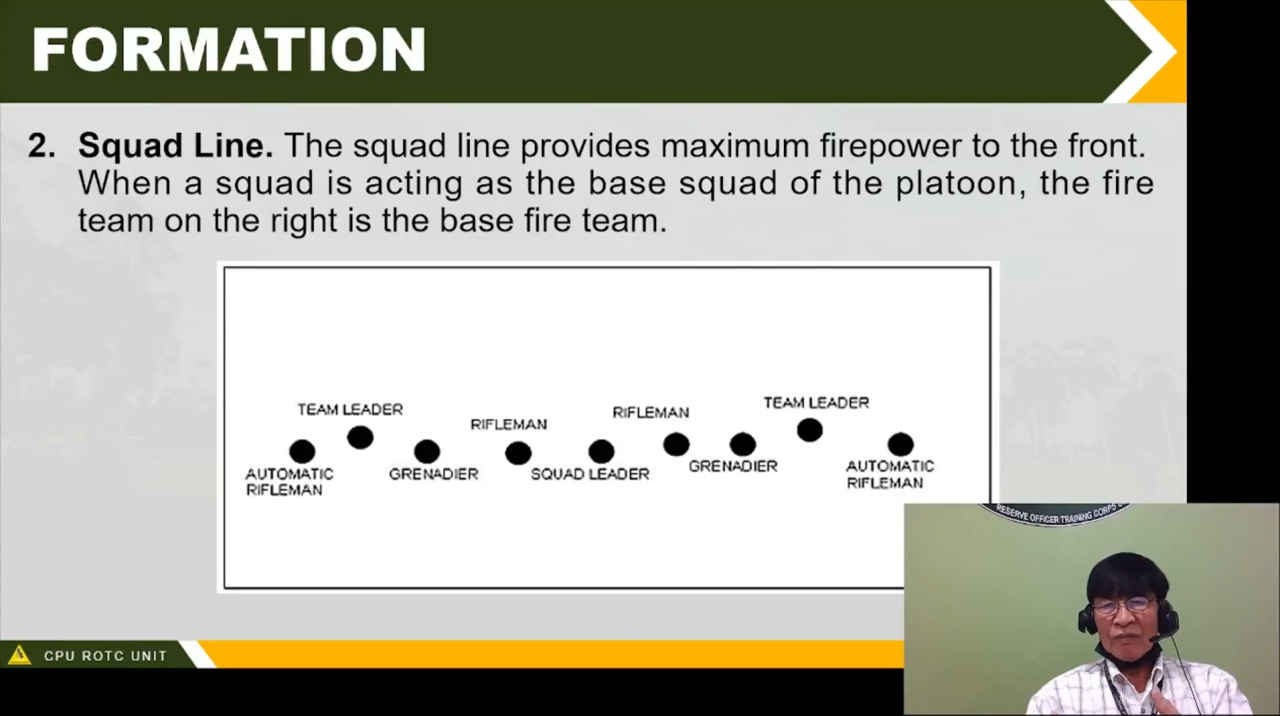 FORMATION
2. Squad Line. The squad line provides maximum firepower to the front.
When a squad is acting as the base squad of the platoon, the fire
team on the right is the base fire team.
TEAM LEADER
RIFLEMAN
RIFLEMAN
TEAM LEADER
AUTOMATIC
RIFLEMAN
GRENADIER
SQUAD LEADER
GRENADIER
AUTOMATIC
RIFLEMAN
RESERVE OFFICER TRAINING CORPS
CPU ROTC UNIT